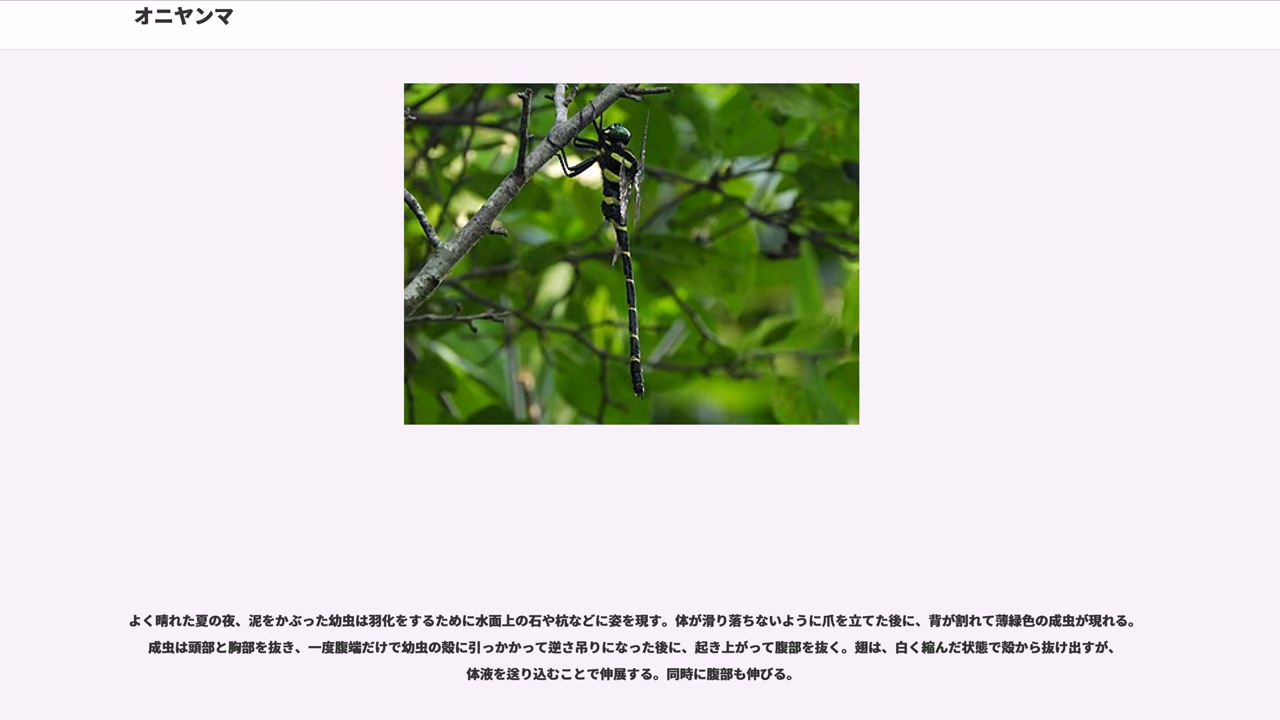 オニヤンマ
よく晴れた夏の夜、泥をかぶった幼虫は羽化をするために水面上の石や杭などに姿を現す。体が滑り落ちないように爪を立てた後に、背が割れて薄緑色の成虫が現れる。
成虫は頭部と胸部を抜き、一度腹端だけで幼虫の殻に引っかかって逆さ吊りになった後に、起き上がって腹部を抜く。翅は、白く縮んだ状態で殻から抜け出すが、
体液を送り込むことで伸展する。同時に腹部も伸びる。